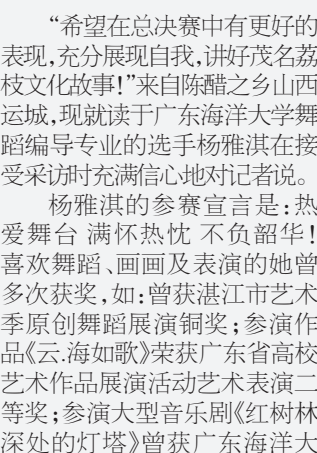 “希望在总决赛中有更好的
表现,充分展现自我,讲好茂名荔
枝文化故事!”来自陈醋之乡山西
运城,现就读于广东海洋大学舞
蹈编导专业的选手杨雅淇在接
受采访时充满信心地对记者说。
杨雅淇的参赛宣言是:热
爱舞台 满怀热忱 不负韶华!
喜欢舞蹈、画画及表演的她曾
多次获奖,如:曾获湛江市艺术
季原创舞蹈展演铜奖;参演作
品《云.海如歌》荣获广东省高校
艺术作品展演活动艺术表演二
等奖;参演大型音乐剧《红树林
深处的灯塔》曾获广东海洋大